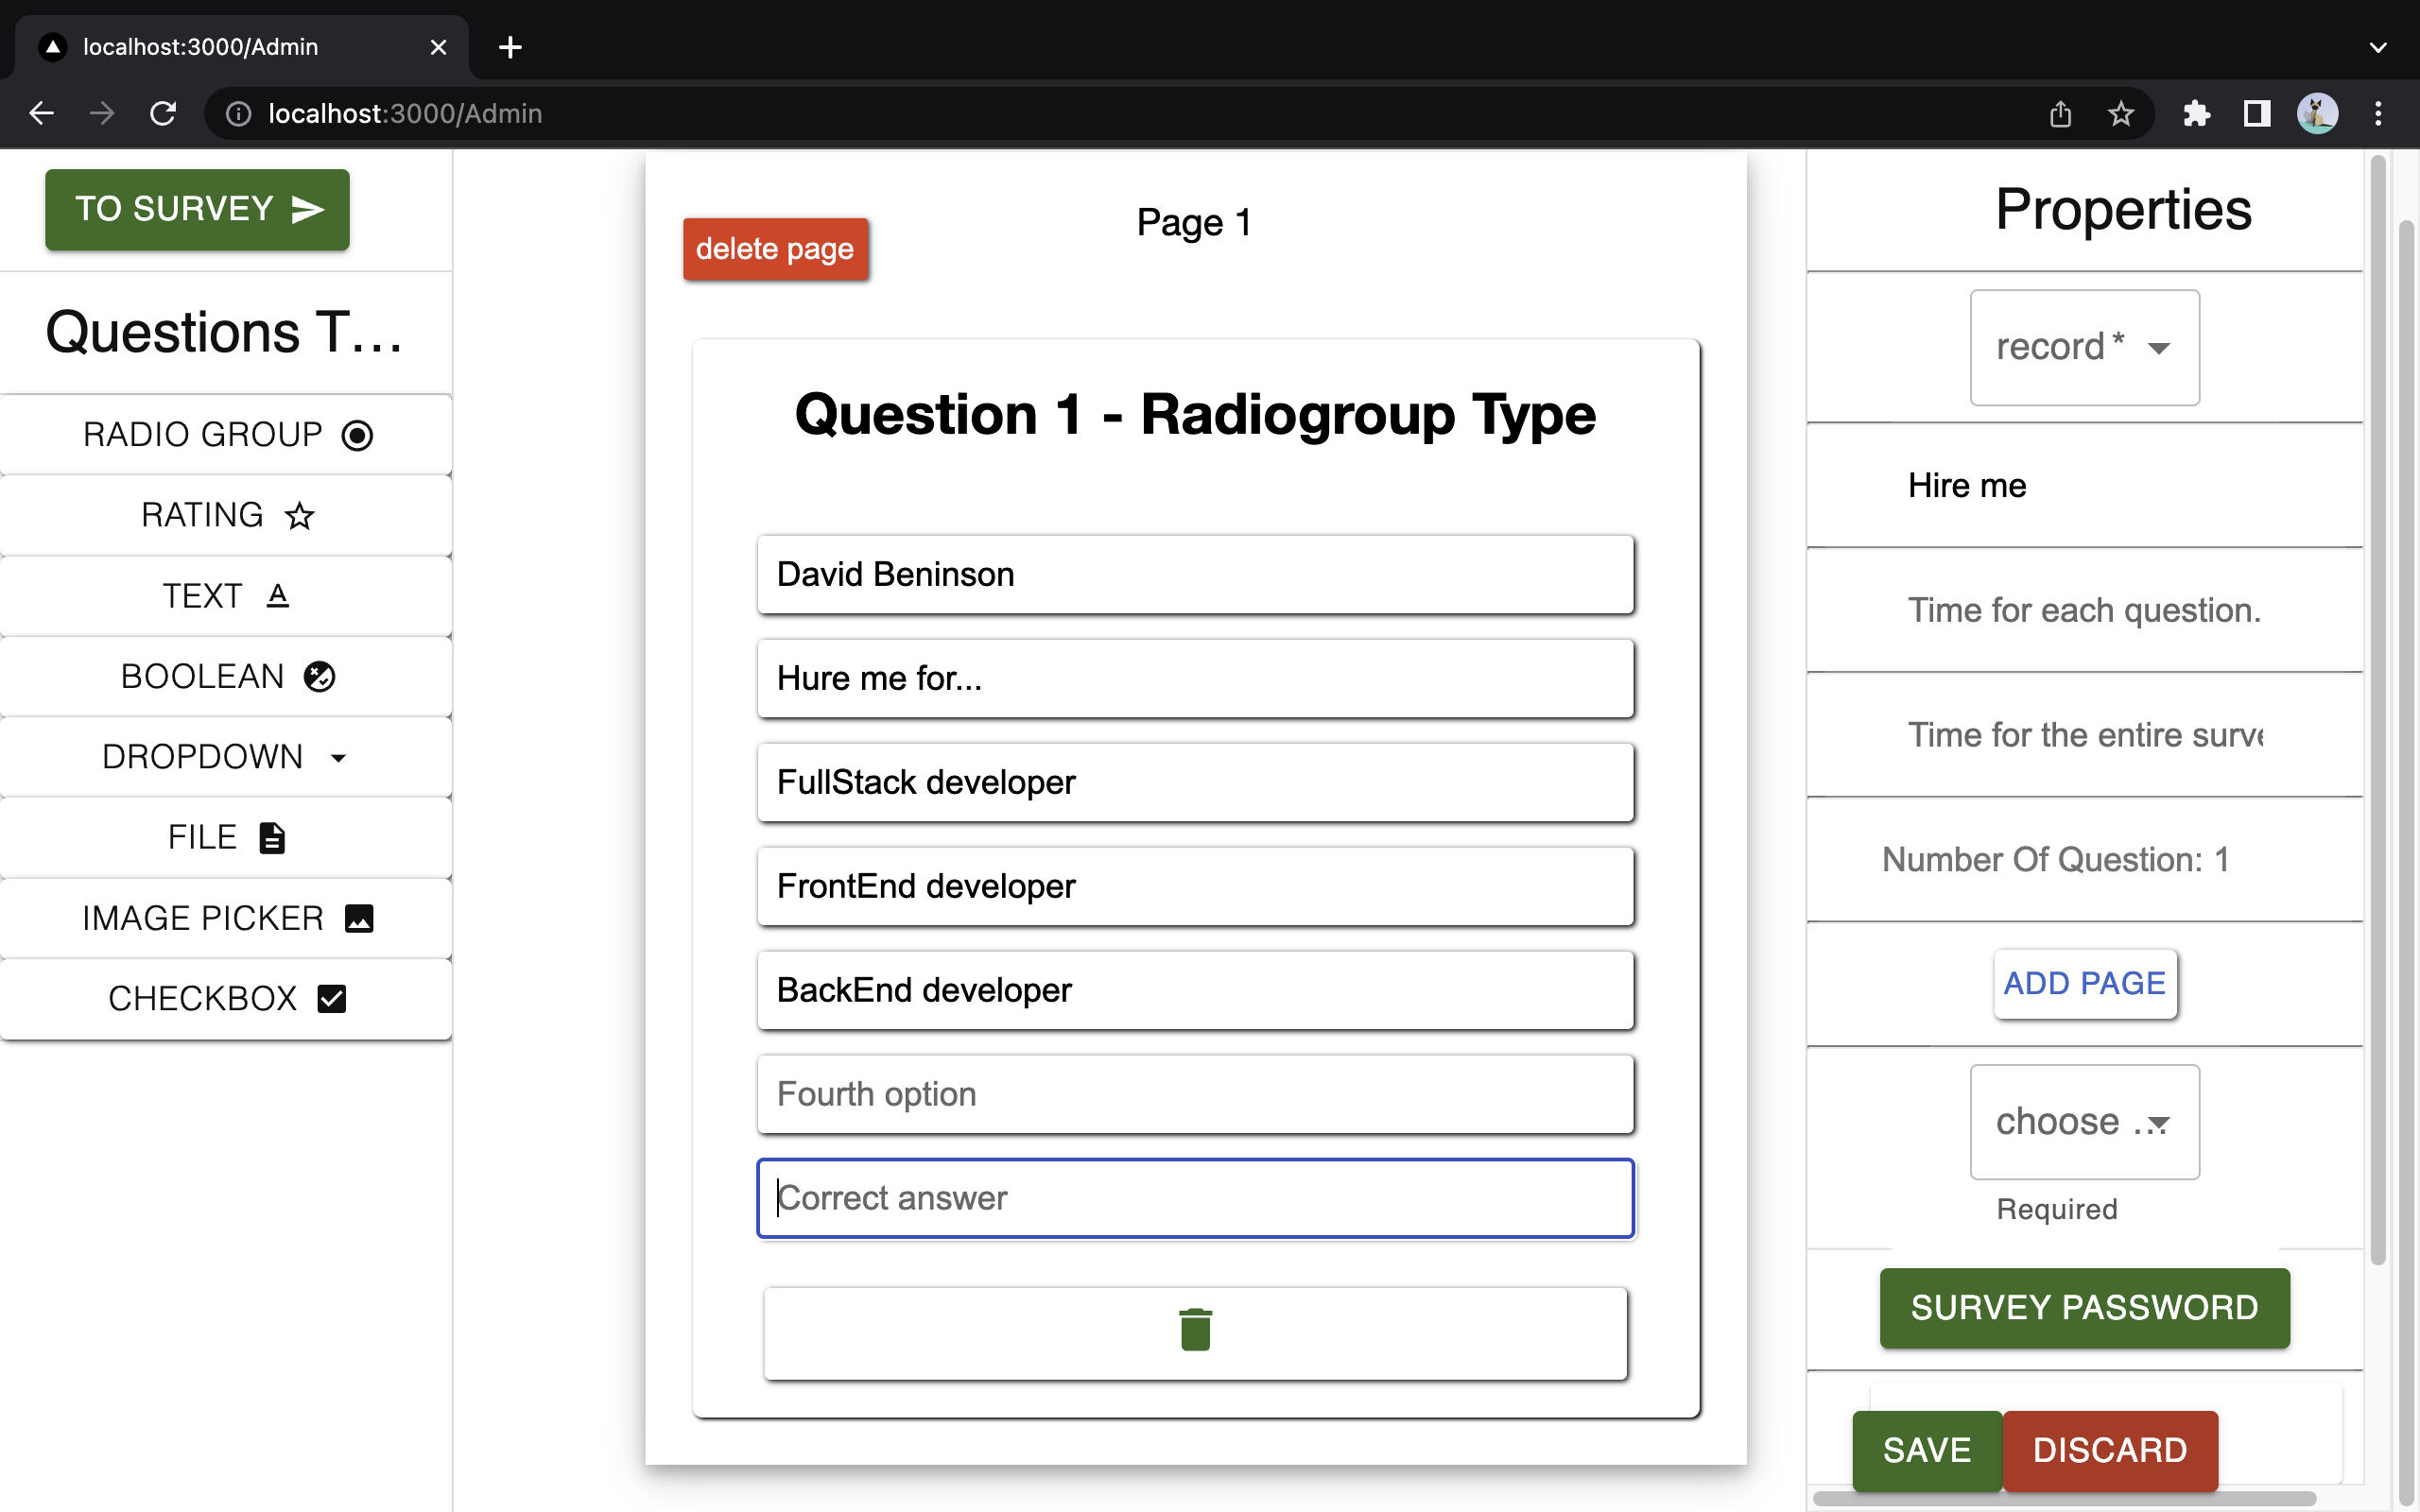 localhost:3000/Admin
localhost:3000/Admin
TO SURVEY
Questions T...
RADIO GROUP
RATING
TEXT
BOOLEAN
DROPDOWN
FILE
IMAGE PICKER
CHECKBOX
Page 1
delete page
Question 1 - Radiogroup Type
David Beninson
Hure me for...
FullStack developer
FrontEnd developer
BackEnd developer
Fourth option
Correct answer
Properties
record *
Hire me
Time for each question.
Time for the entire surve
Number Of Question: 1
ADD PAGE
choose ...
Required
SURVEY PASSWORD
SAVE DISCARD